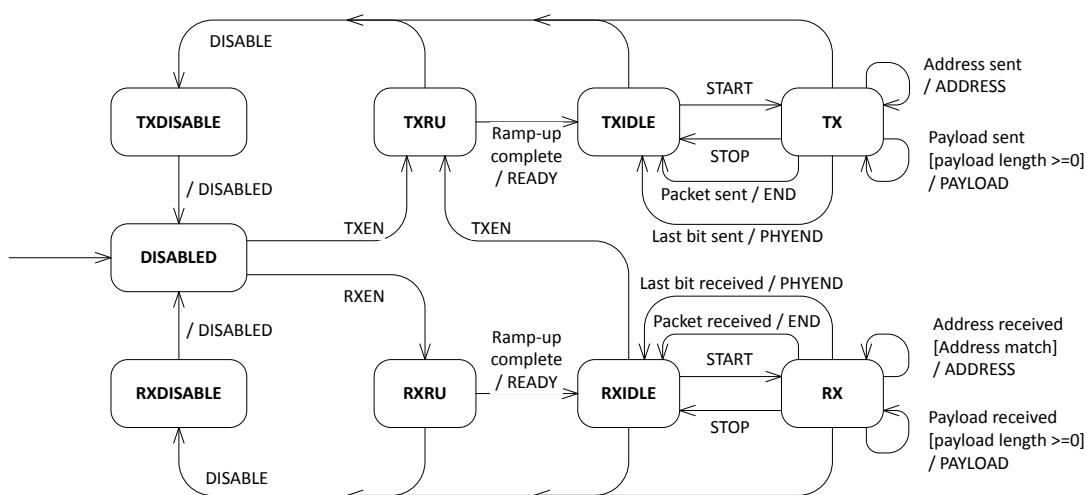 DISABLE
Address sent
/ ADDRESS
START
TXDISABLE
TXRU
TXIDLE
TX
Ramp-up
complete
/ READY
STOP
Payload sent
[payload length >=0]
/ PAYLOAD
Packet sent / END
/ DISABLED
TXEN
TXEN
Last bit sent / PHYEND
DISABLED
Last bit received / PHYEND
RXEN
Packet received / END
/ DISABLED
Address received
[Address match]
/ ADDRESS
Ramp-up
complete
/ READY
START
RXDISABLE
RXRU
RXIDLE
RX
STOP
Payload received
[payload length >=0]
/ PAYLOAD
DISABLE